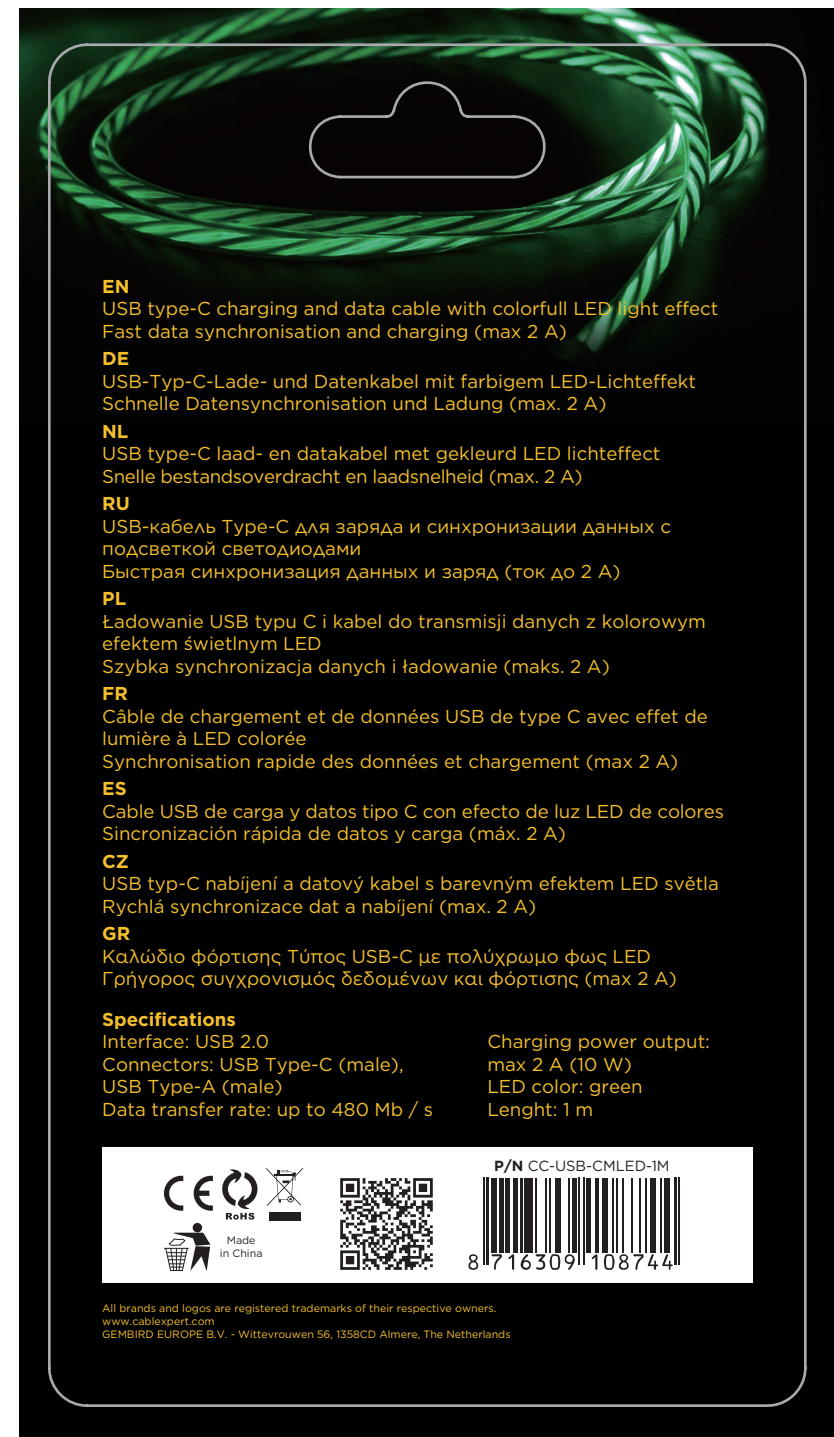 EN
USB type-C charging and data cable with colorfull LED light effect
Fast data synchronisation and charging (max 2 A)
DE
USB-Typ-C-Lade- und Datenkabel mit farbigem LED-Lichteffekt
Schnelle Datensynchronisation und Ladung (max. 2 A)
NL
USB type-C laad- en datakabel met gekleurd LED lichteffect
Snelle bestandsoverdracht en laadsnelheid (max. 2 A)
RU
USB-кабель Type-C для заряда и синхронизации данных с
подсветкой светодиодами
Быстрая синхронизация данных и заряд (ток до 2 А)
PL
Ładowanie USB typu C i kabel do transmisji danych z kolorowym
efektem świetlnym LED
Szybka synchronizacja danych i ładowanie (maks. 2 A)
FR
Câble de chargement et de données USB de type C avec effet de
lumière à LED colorée
Synchronisation rapide des données et chargement (max 2 A)
ES
Cable USB de carga y datos tipo C con efecto de luz LED de colores
Sincronización rápida de datos y carga (máx. 2 A)
CZ
USB typ-C nabíjení a datový kabel s barevným efektem LED světla
Rychlá synchronizace dat a nabíjení (max. 2 A)
GR
Καλώδιο φόρτισης Τύπος USB-C με πολύχρωμο φως LED
Γρήγορος συγχρονισμός δεδομένων και φόρτισης (max 2 A)
Specifications
Interface: USB 2.0
Connectors: USB Type-C (male),
USB Type-A (male)
Data transfer rate: up to 480 Mb / s
Charging power output:
max 2 A (10 W)
LED color: green
Lenght: 1 m
CE
RoHS
Made
in China
P/N CC-USB-CMLED-1M
8 716309 108744
All brands and logos are registered trademarks of their respective owners.
www.cablexpert.com
GEMBIRD EUROPE B.V. - Wittevrouwen 56, 1358CD Almere, The Netherlands